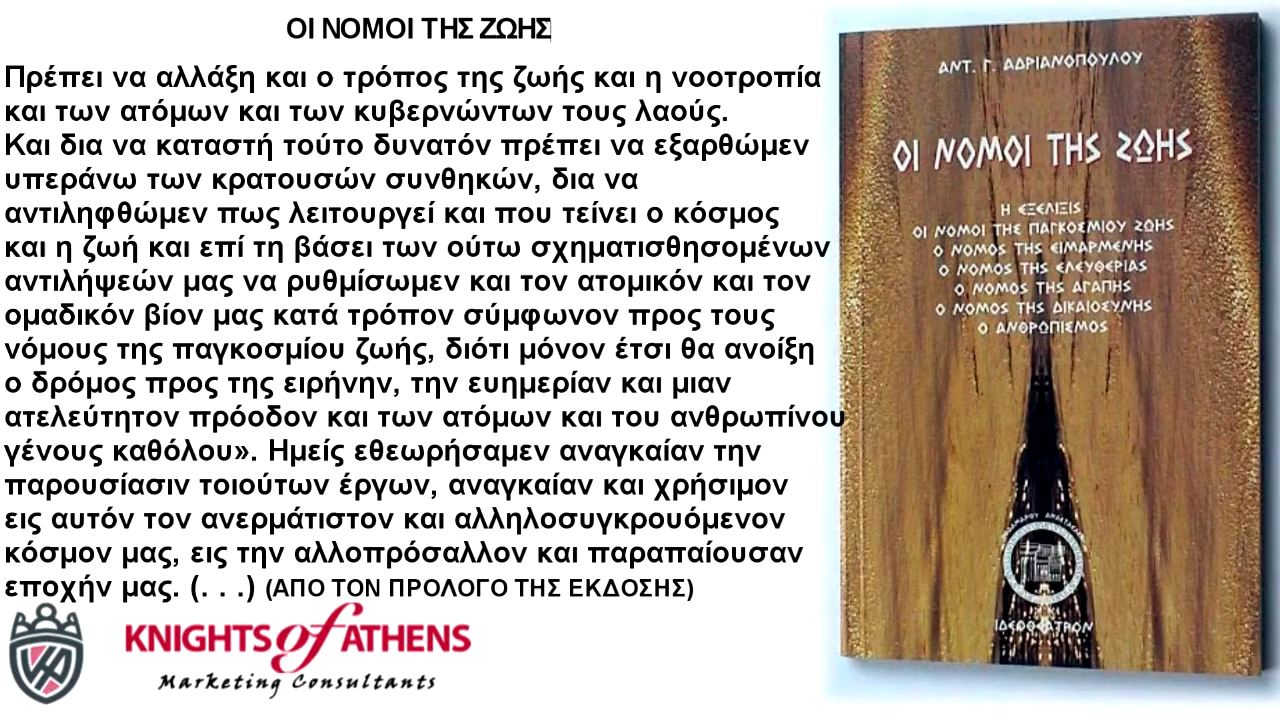 ΟΙ ΝΟΜΟΙ ΤΗΣ ΖΩΗΣ
Πρέπει να αλλάξη και ο τρόπος της ζωής και η νοοτροπία
και των ατόμων και των κυβερνώντων τους λαούς.
Και δια να καταστή τούτο δυνατόν πρέπει να εξαρθώμεν
υπεράνω των κρατουσών συνθηκών, δια να
αντιληφθώμεν πως λειτουργεί και που τείνει ο κόσμος
και η ζωή και επί τη βάσει των ούτω σχηματισθησομένων
αντιλήψεών μας να ρυθμίσωμεν και τον ατομικόν και τον
ομαδικόν βίον μας κατά τρόπον σύμφωνον προς τους
νόμους της παγκοσμίου ζωής, διότι μόνον έτσι θα ανοίξη
ο δρόμος προς της ειρήνην, την ευημερίαν και μιαν
ατελεύτητον πρόοδον και των ατόμων και του ανθρωπίνου
γένους καθόλου». Ημείς εθεωρήσαμεν αναγκαίαν την
παρουσίασιν τοιούτων έργων, αναγκαίαν και χρήσιμον
εις αυτόν τον ανερμάτιστον και αλληλοσυγκρουόμενον
κόσμον μας, εις την αλλοπρόσαλλον και παραπαίουσαν
εποχήν μας. (. . .) (ΑΠΟ ΤΟΝ ΠΡΟΛΟΓΟ ΤΗΣ ΕΚΔΟΣΗΣ)
KNIGHTS of ATHENS
Marketing Consultants
ΑΝΤ. Γ. ΑΔΡΙΑΝΟΠΟΥΛΟΥ
ΟΙ ΝΟΜΟΙ ΤΗΣ ΖΩΗΣ
Η ΕΞΕΛΙΞΙΣ
ΟΙ ΝΟΜΟΙ ΤΗΣ ΠΑΓΚΟΣΜΙΟΥ ΖΩΗΣ
Ο ΝΟΜΟΣ ΤΗΣ ΕΙΜΑΡΜΕΝΗΣ
Ο ΝΟΜΟΣ ΤΗΣ ΕΛΕΥΘΕΡΙΑΣ
Ο ΝΟΜΟΣ ΤΗΣ ΑΓΑΠΗΣ
Ο ΝΟΜΟΣ ΤΗΣ ΔΙΚΑΙΟΣΥΝΗΣ
Ο ΑΝΘΡΩΠΙΣΜΟΣ
ΙΔΕΟΘΕΑΤΡΟΝ